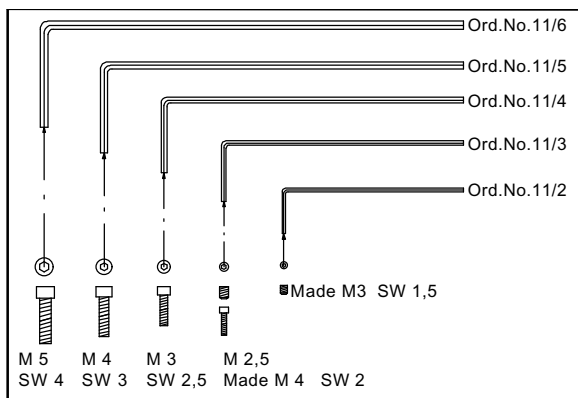 Ord.No.11/6
Ord.No.11/5
Ord.No.11/4
Ord.No.11/3
Ord.No.11/2
Made M3 SW 1,5
M 5 M 4 M 3 M 2,5
SW 4 SW 3 SW 2,5 Made M 4 SW 2